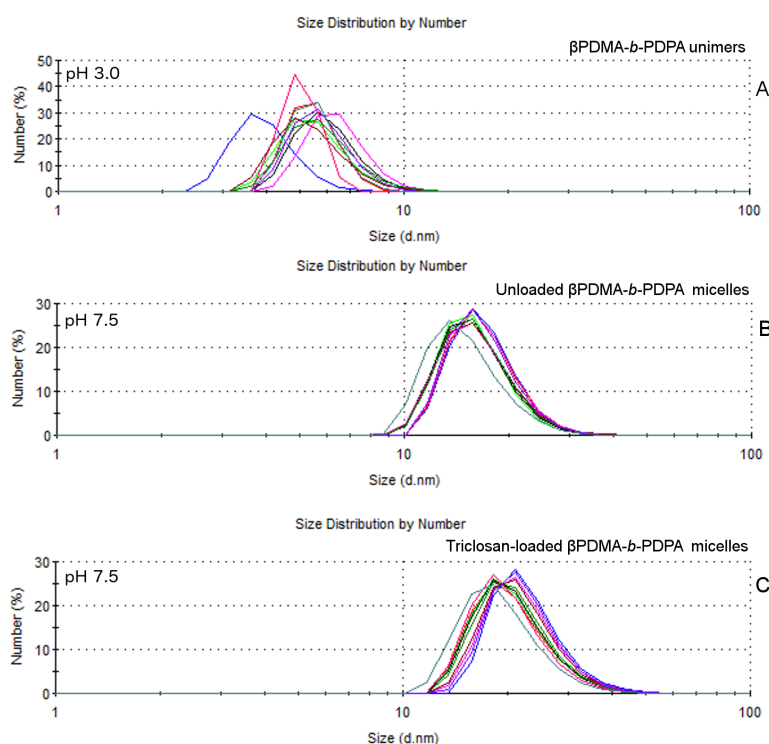 Size Distribution by Number
βPDMA-b-PDPA unimers
pH 3.0
A
50
40
30
20
10
0
Number (%)
1
10
100
Size (d.nm)
Size Distribution by Number
Unloaded βPDMA-b-PDPA micelles
pH 7.5
B
30
20
10
0
Number (%)
1
10
100
Size (d.nm)
Size Distribution by Number
Triclosan-loaded βPDMA-b-PDPA micelles
pH 7.5
C
30
20
10
0
Number (%)
1
10
100
Size (d.nm)